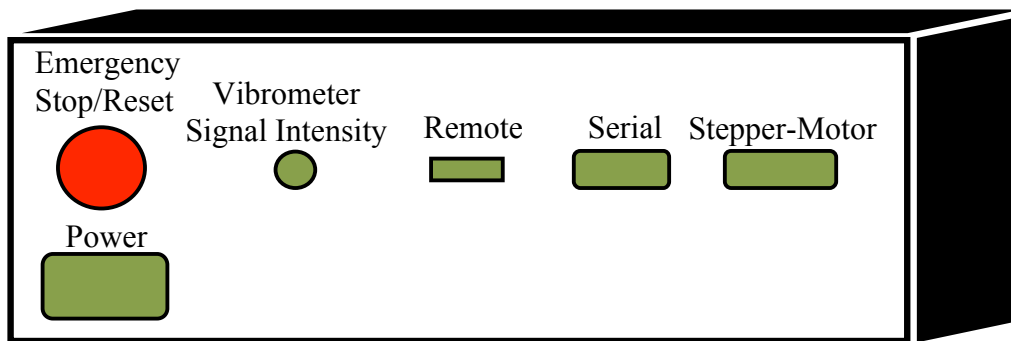 Emergency
Stop/Reset
Vibrometer
Signal Intensity
Remote
Serial
Stepper-Motor
Power